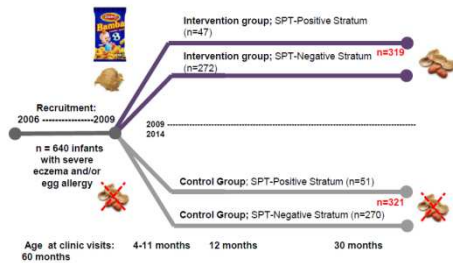 Intervention group; SPT-Positive Stratum
(n=47)
n=319
Intervention group; SPT-Negative Stratum
(n=272)
Bamba
Recruitment:
2006 ----------------2009
2009 ------------------------------------------------------------
2014
n = 640 infants
with severe
eczema and/or
egg allergy
Control Group; SPT-Positive Stratum (n=51)
n=321
Control Group; SPT-Negative Stratum (n=270)
Age at clinic visits: 4-11 months 12 months 30 months
60 months